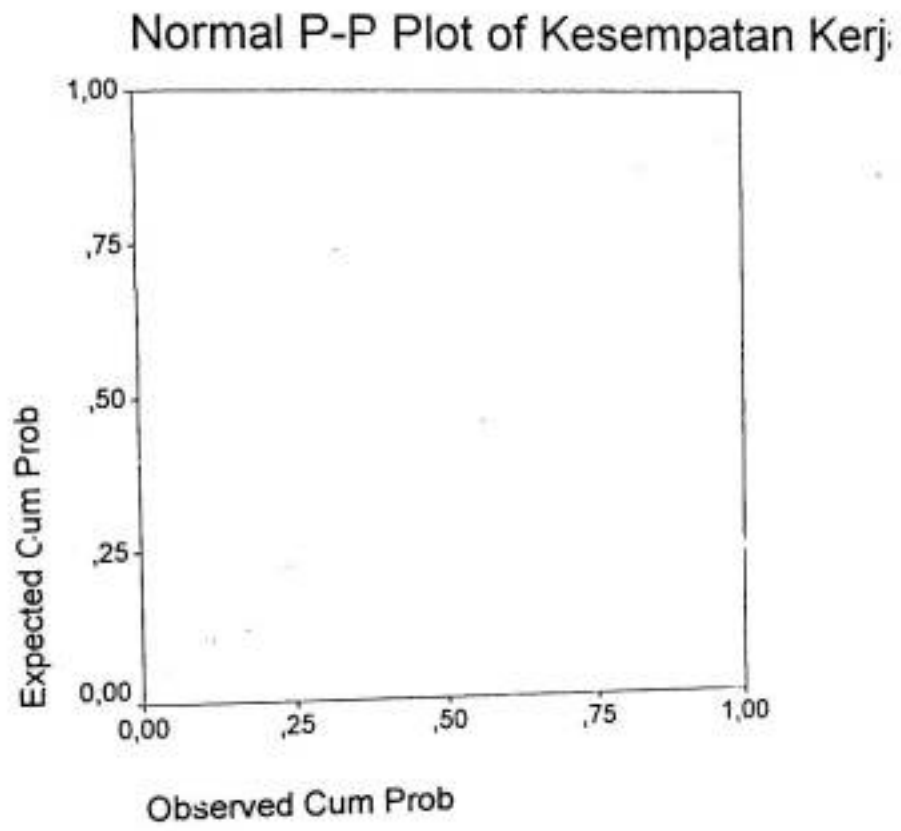 Normal P-P Plot of Kesempatan Kerja
1,00
,75
,50
,25
0,00
Expected Cum Prob
0,00 ,25 ,50 ,75 1,00
Observed Cum Prob